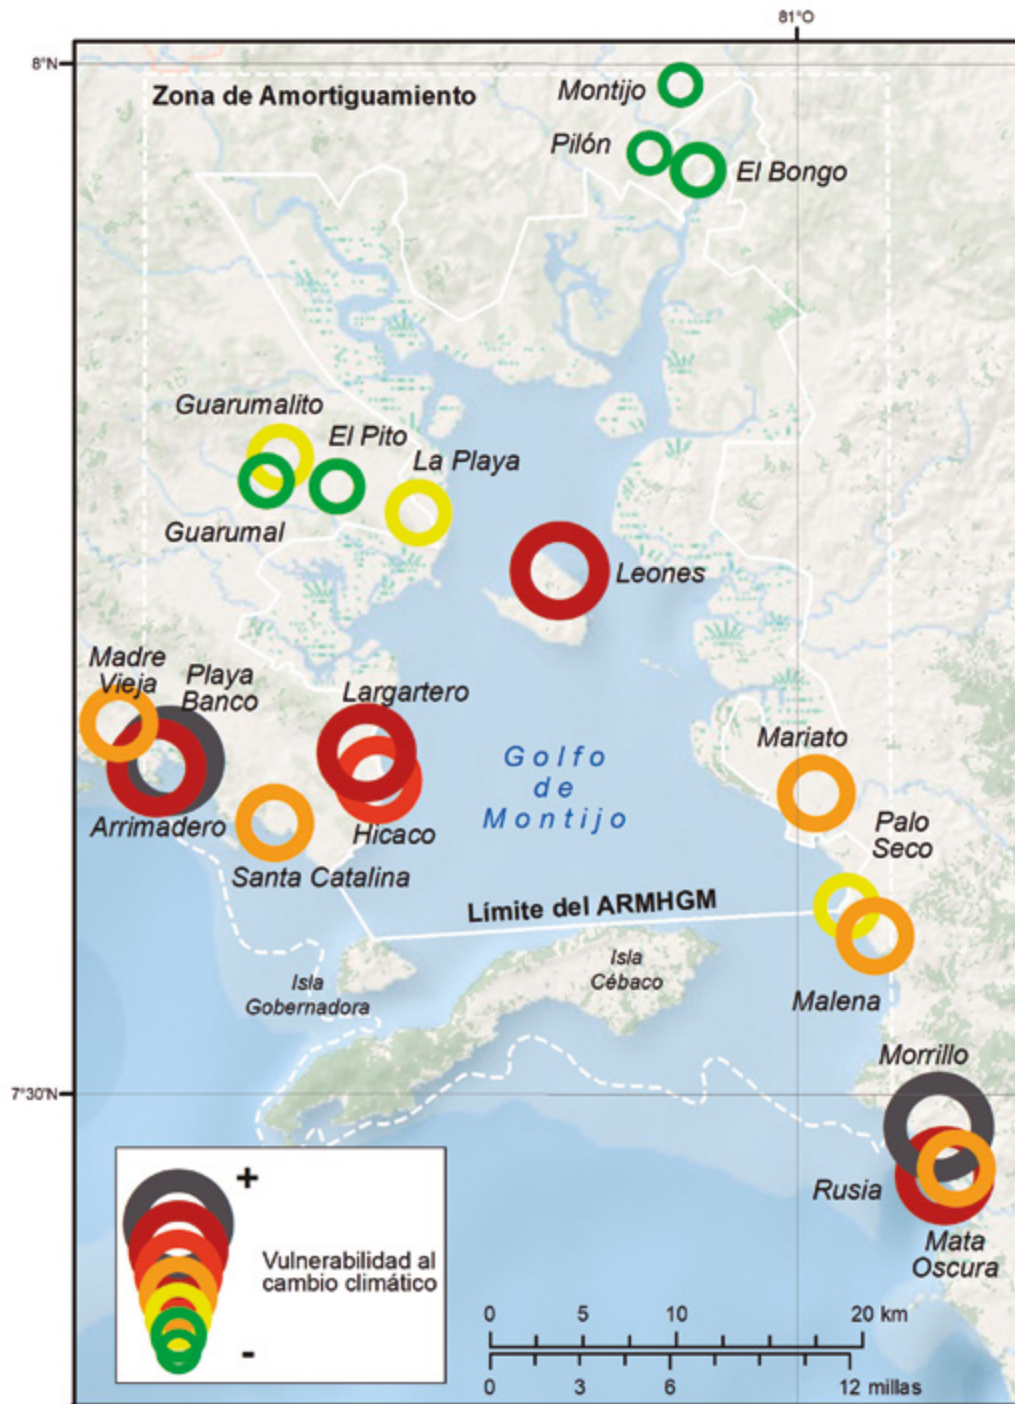 81°O
8°N
Zona de Amortiguamiento
Montijo
Pilón
El Bongo
Guarumalito
El Pito
La Playa
Guarumal
Leones
Madre
Vieja
Playa
Banco
Largartero
Arrimadero
Hicaco
Santa Catalina
Golfo
de
Montijo
Mariato
Palo
Seco
Límite del ARMHGM
Isla
Gobernadora
Isla
Cébaco
Malena
Morrillo
7°30'N
Rusia
Mata
Oscura
+
Vulnerabilidad al
cambio climático
-
0 5 10 20 km
0 3 6 12 millas